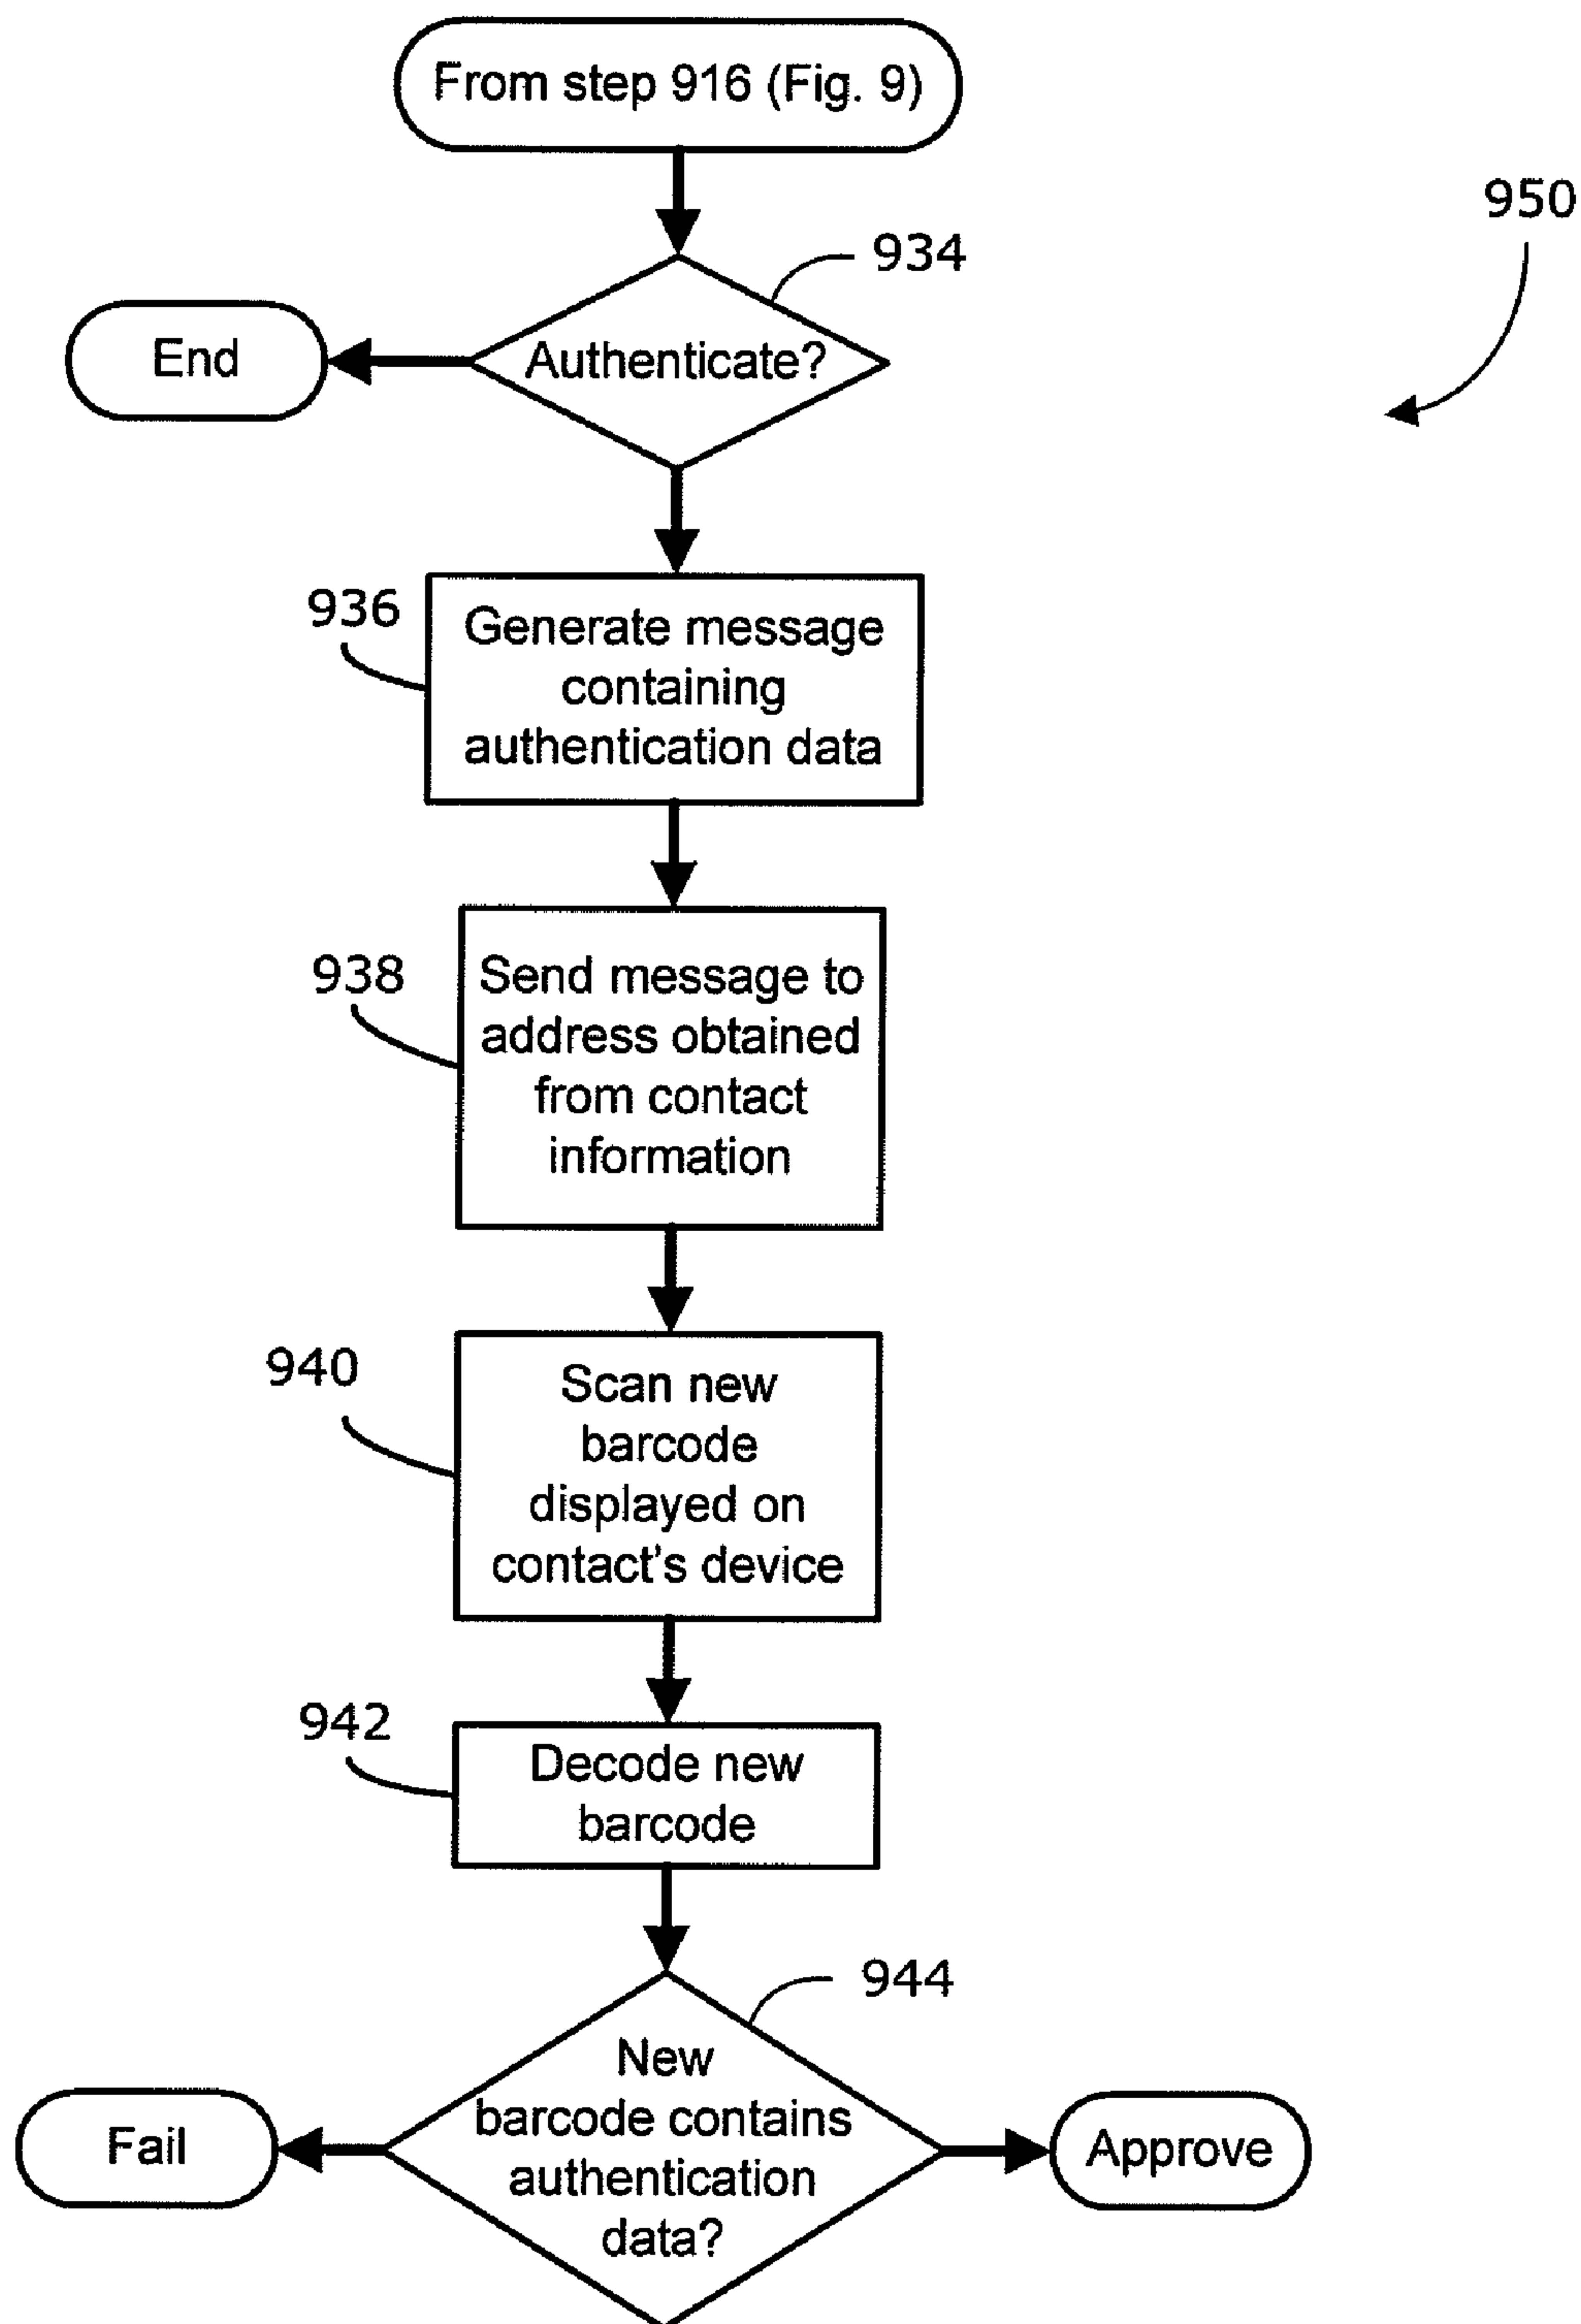 From step 916 (Fig. 9)
950
934
End
Authenticate?
936
Generate message
containing
authentication data
938
Send message to
address obtained
from contact
information
940
Scan new
barcode
displayed on
contact's device
942
Decode new
barcode
944
New
barcode contains
authentication
data?
Fail
Approve